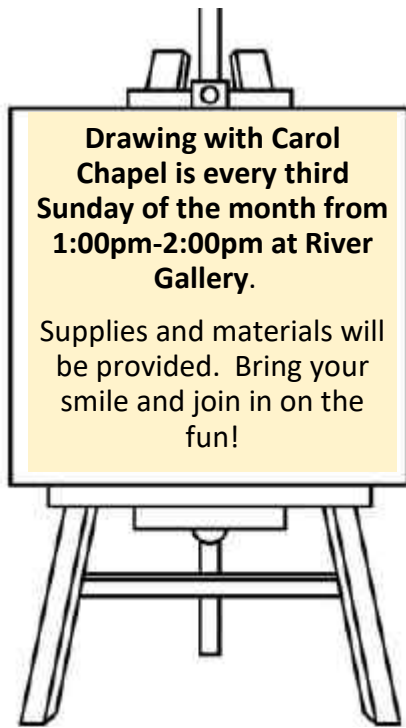 Drawing with Carol
Chapel is every third
Sunday of the month from
1:00pm-2:00pm at River
Gallery.
Supplies and materials will
be provided.  Bring your
smile and join in on the
fun!